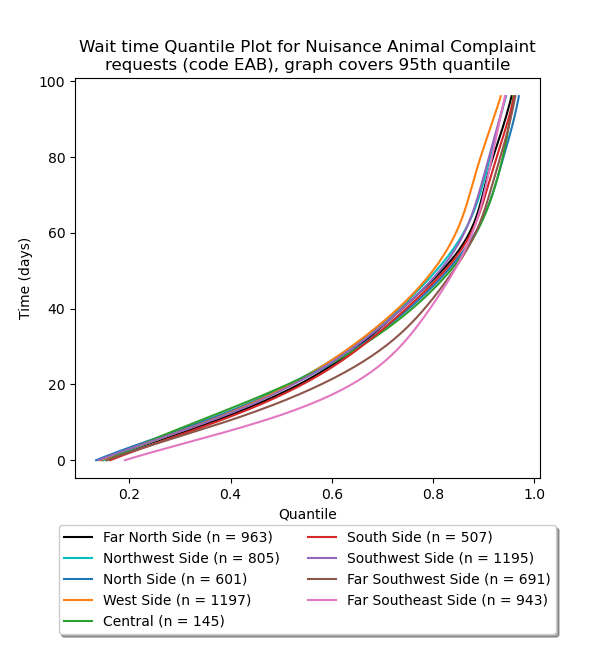 Wait time Quantile Plot for Nuisance Animal Complaint
requests (code EAB), graph covers 95th quantile
100
80
60
40
20
0
Time (days)
0.2 0.4 0.6 0.8 1.0
Quantile
Far North Side (n = 963)
Northwest Side (n = 805)
North Side (n = 601)
West Side (n = 1197)
Central (n = 145)
South Side (n = 507)
Southwest Side (n = 1195)
Far Southwest Side (n = 691)
Far Southeast Side (n = 943)